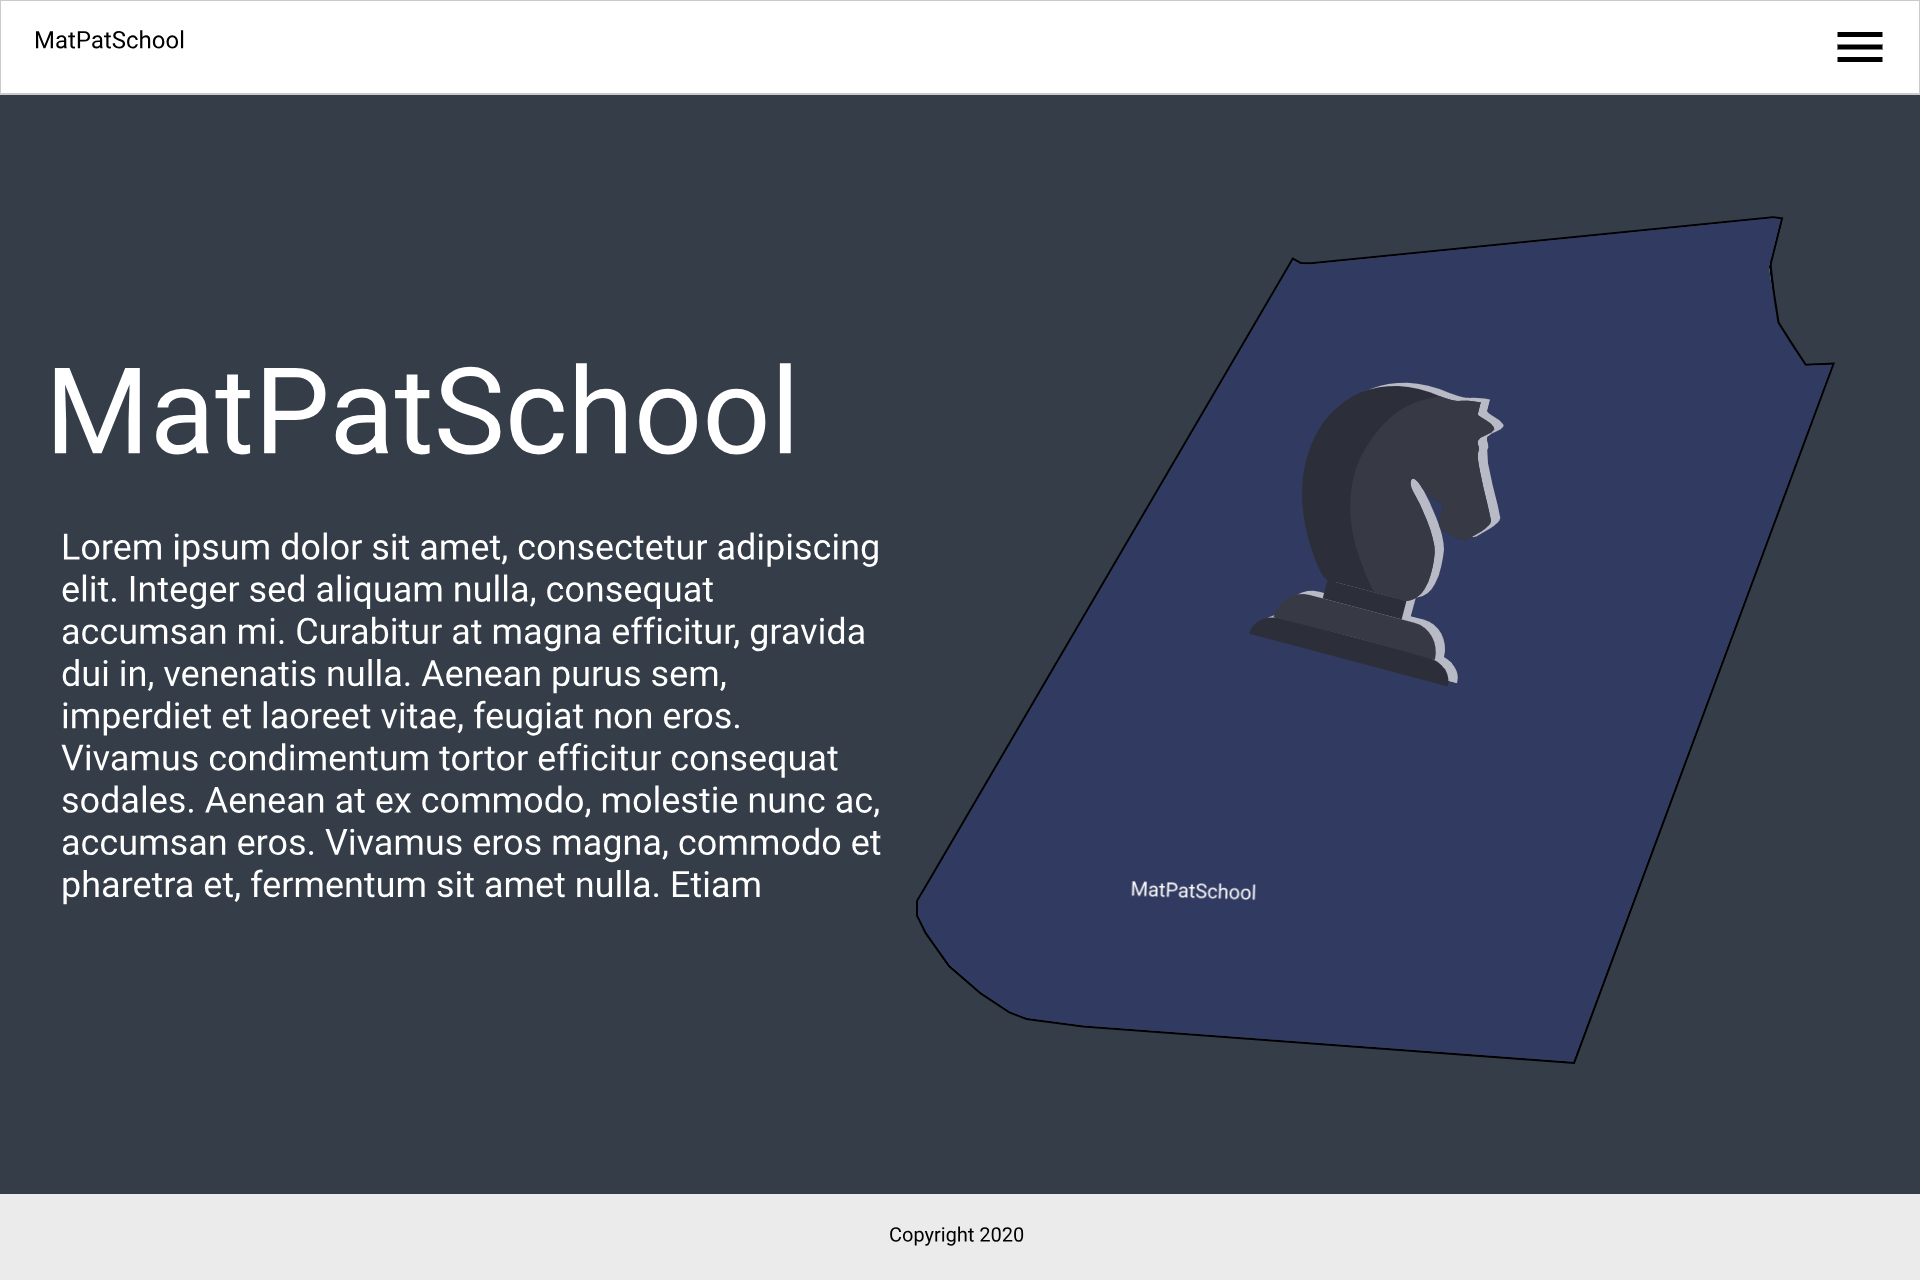 MatPatSchool
MatPatSchool
Lorem ipsum dolor sit amet, consectetur adipiscing
elit. Integer sed aliquam nulla, consequat
accumsan mi. Curabitur at magna efficitur, gravida
dui in, venenatis nulla. Aenean purus sem,
imperdiet et laoreet vitae, feugiat non eros.
Vivamus condimentum tortor efficitur consequat
sodales. Aenean at ex commodo, molestie nunc ac,
accumsan eros. Vivamus eros magna, commodo et
pharetra et, fermentum sit amet nulla. Etiam
MatPatSchool
Copyright 2020